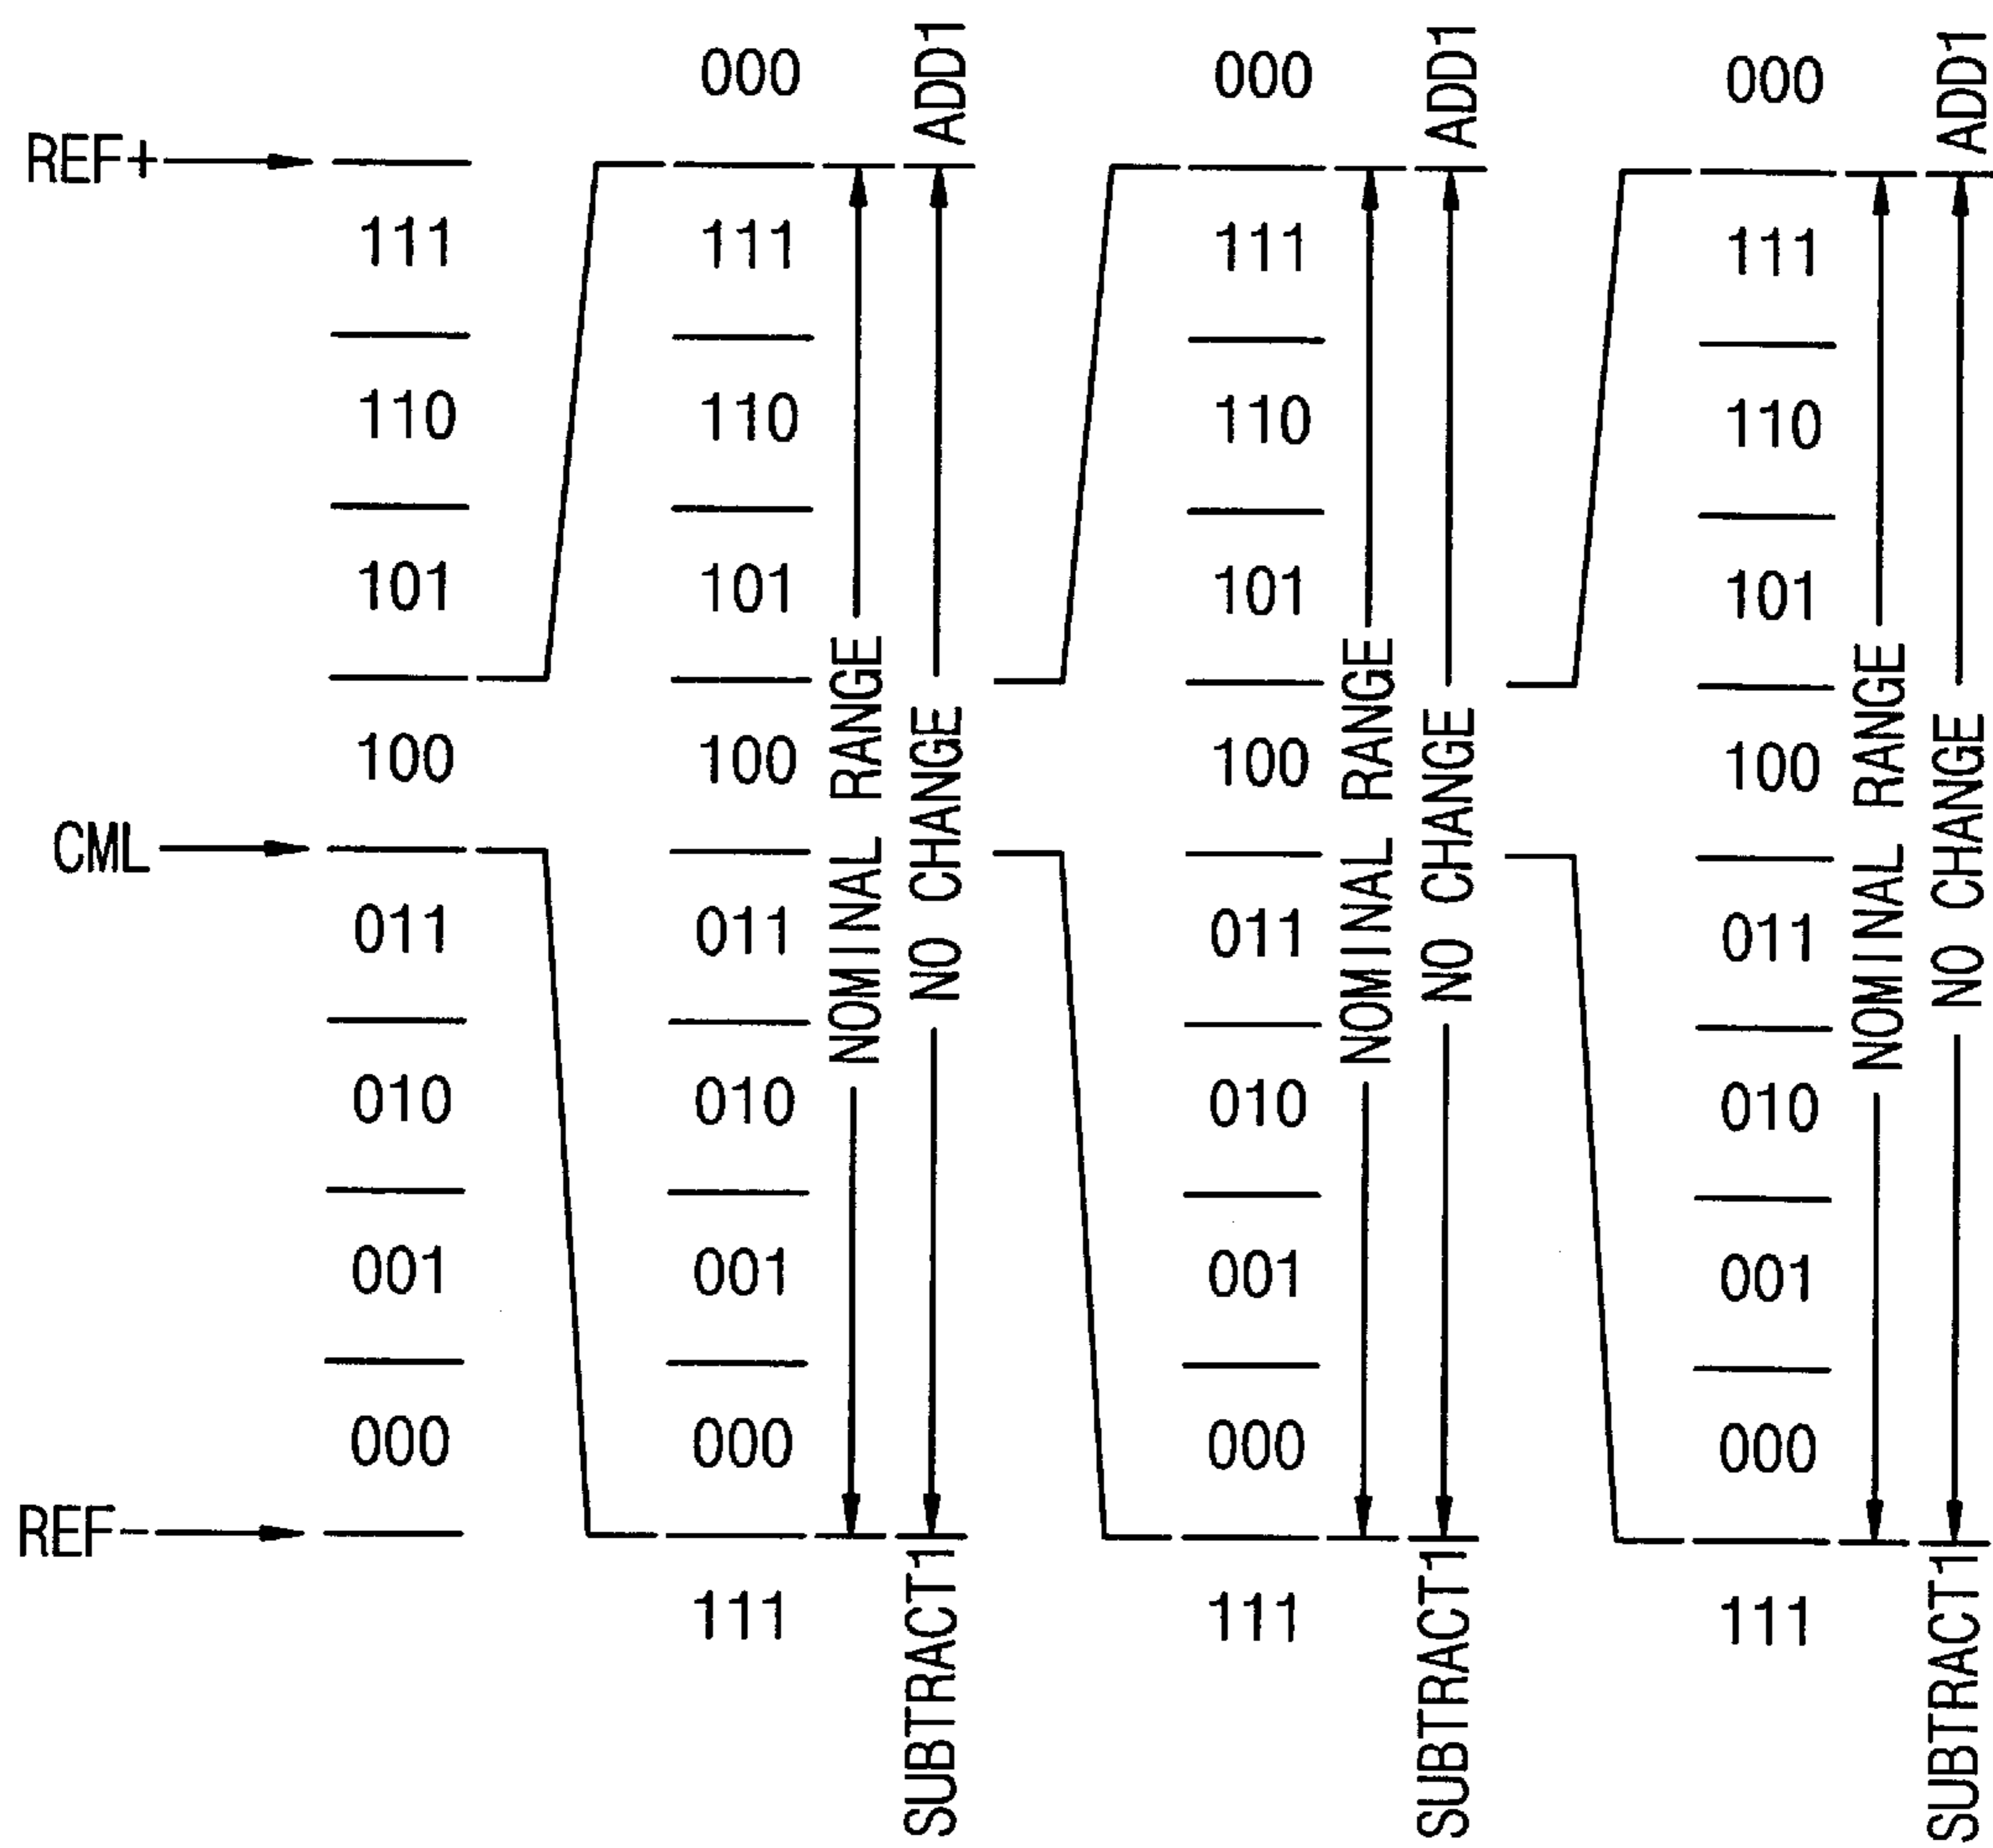 000 ADD1 000 ADD1 000 ADD1
REF+
111 111 111 111
110 110 110 110
101 101 101 101
100 100 100 100
CML
011 011 011 011
010 010 010 010
001 001 001 001
000 000 000 000
REF-
111 111 111
NOMINAL RANGE
NO CHANGE
SUBTRACT1
NOMINAL RANGE
NO CHANGE
SUBTRACT1
NOMINAL RANGE
NO CHANGE
SUBTRACT1